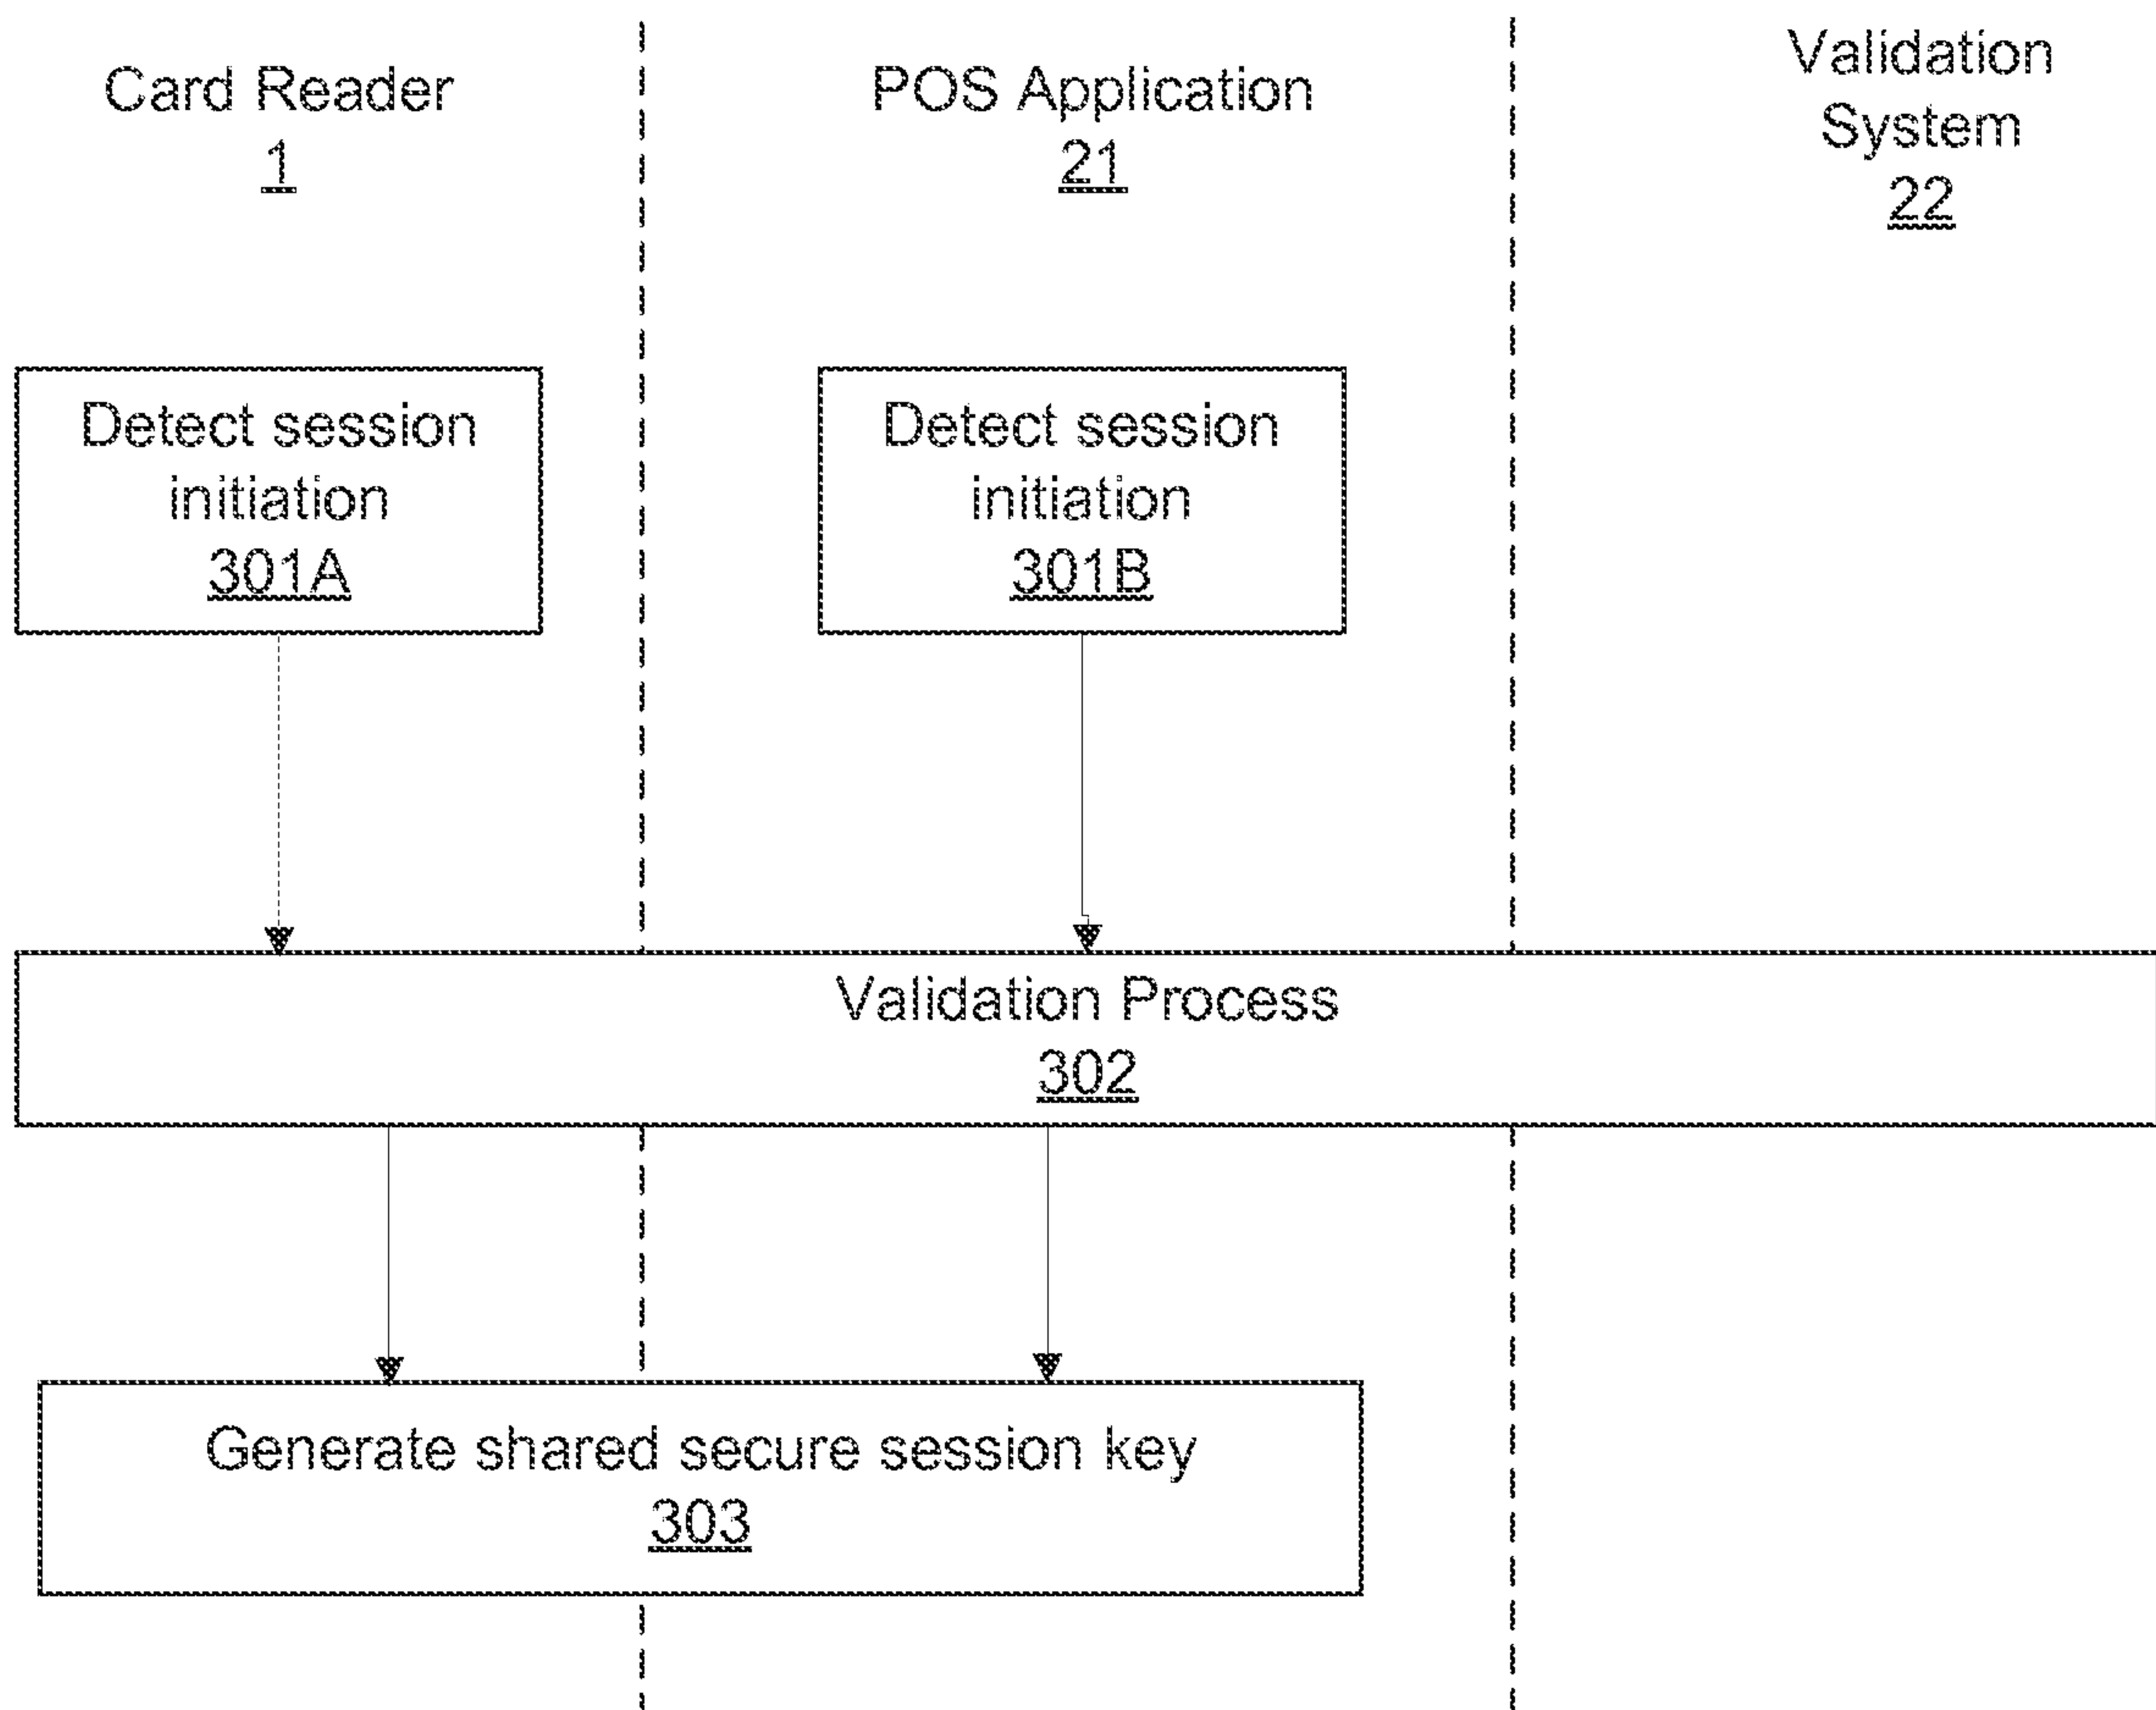 Card Reader
1
POS Application
21
Validation
System
22
Detect session
initiation
301A
Detect session
initiation
301B
Validation Process
302
Generate shared secure session key
303